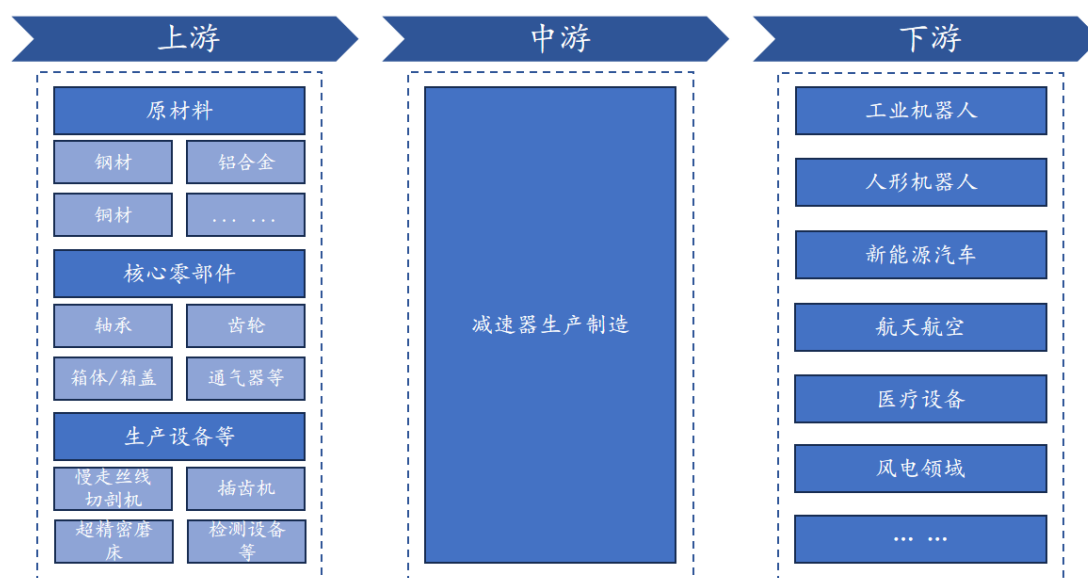 上游
中游
下游
原材料
钢材
铝合金
铜材
... ...
核心零部件
轴承
齿轮
箱体/箱盖
通气器等
生产设备等
慢走丝线
切剖机
插齿机
超精密磨
床
检测设备
等
减速器生产制造
工业机器人
人形机器人
新能源汽车
航天航空
医疗设备
风电领域
... ...